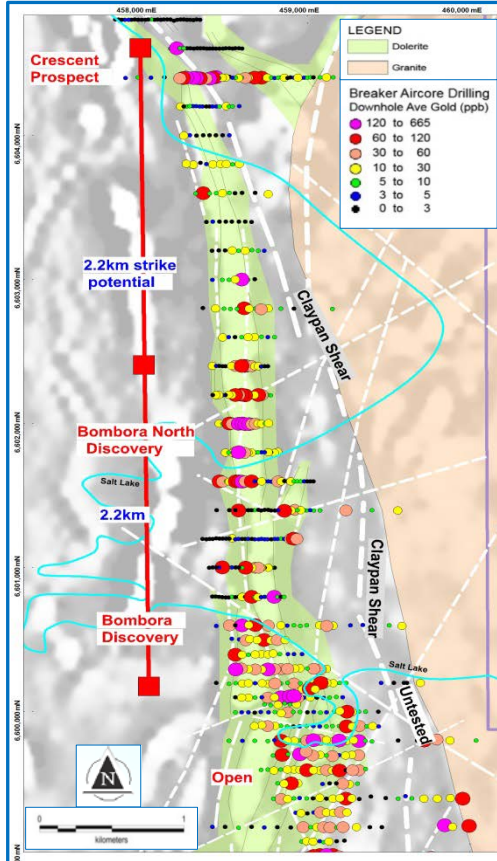 458,000 mE
459,000 mE
460,000 mE
Crescent
Prospect
LEGEND
Dolerite
Granite
Breaker Aircore Drilling
Downhole Ave Gold (ppb)
120 to 665
60 to 120
30 to 60
10 to 30
5 to 10
3 to 5
0 to 3
6,604,000 mN
2.2km strike
potential
6,603,000 mN
Claypan Shear
6,602,000 mN
Bombora North
Discovery
Salt Lake
2.2km
6,601,000 mN
Claypan Shear
Bombora
Discovery
Salt Lake
Untested
6,600,000 mN
Open
N
0
1
kilometers